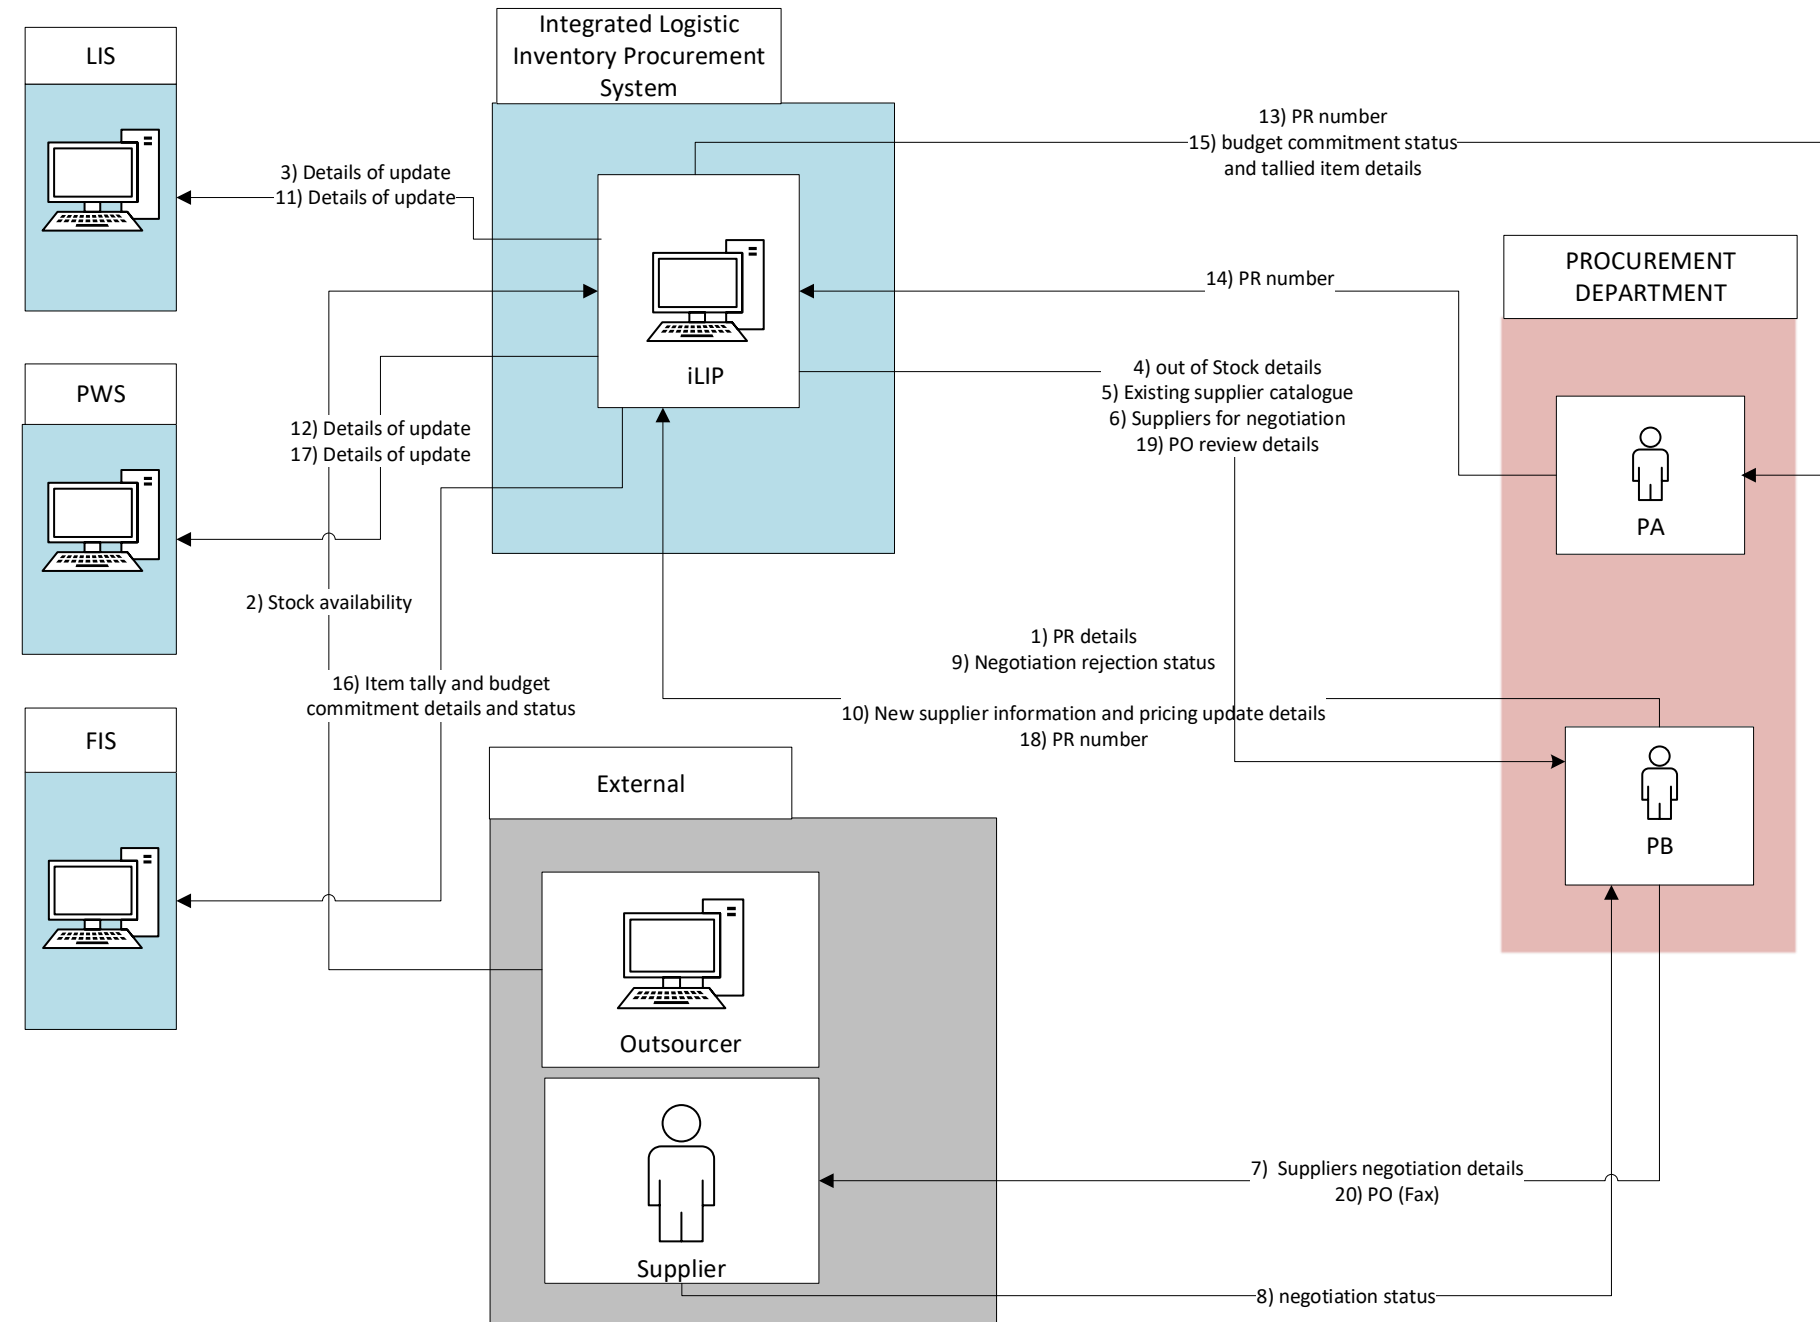 LIS
Integrated Logistic
Inventory Procurement
System
13) PR number
15) budget commitment status
and tallied item details
3) Details of update
11) Details of update
PROCUREMENT
DEPARTMENT
14) PR number
iLIP
4) out of Stock details
5) Existing supplier catalogue
6) Suppliers for negotiation
19) PO review details
PWS
12) Details of update
17) Details of update
PA
2) Stock availability
1) PR details
9) Negotiation rejection status
16) Item tally and budget
commitment details and status
10) New supplier information and pricing update details
18) PR number
FIS
External
PB
Outsourcer
7) Suppliers negotiation details
20) PO (Fax)
Supplier
8) negotiation status